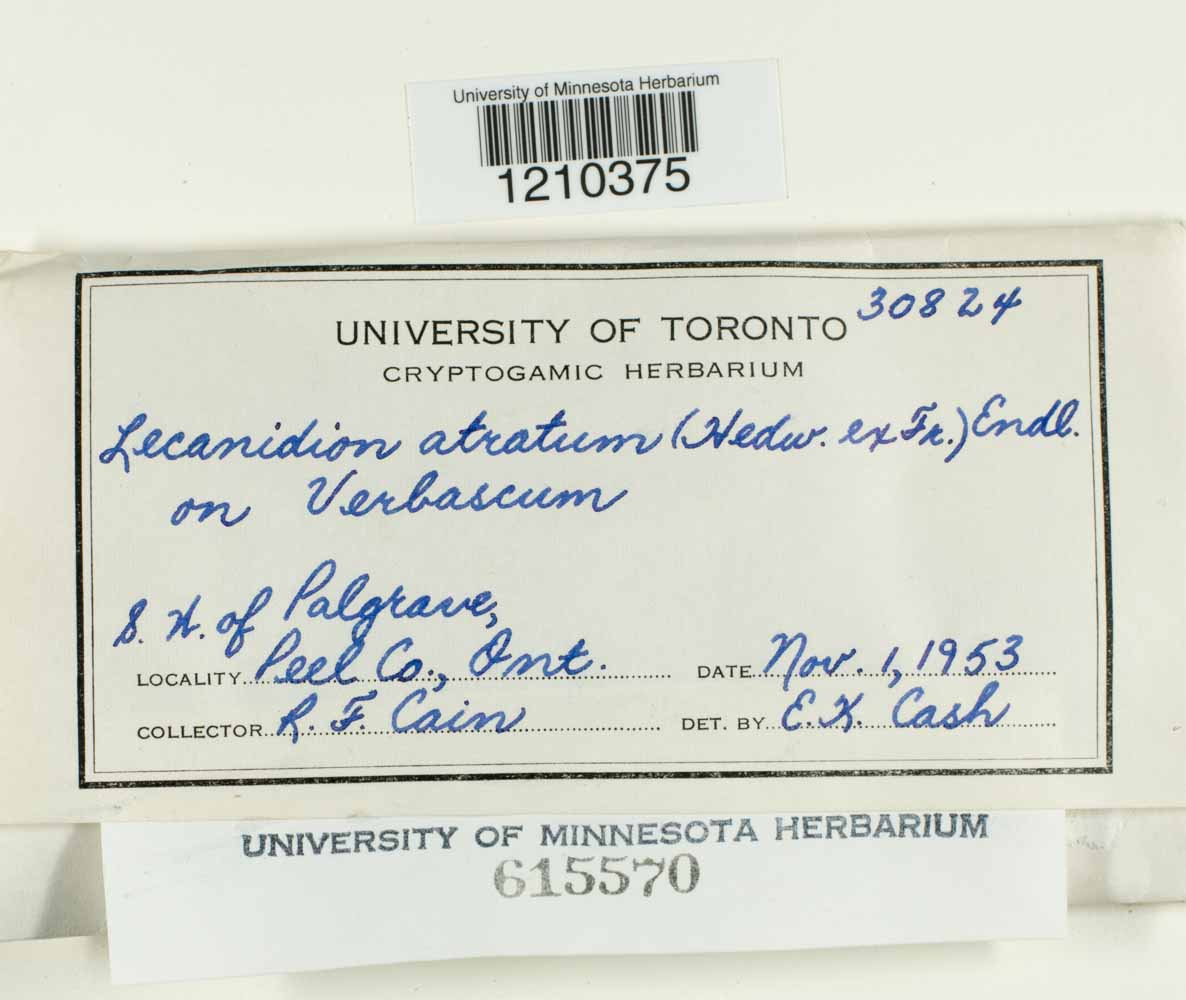 University of Minnesota Herbarium
1210375
30824
UNIVERSITY OF TORONTO
CRYPTOGAMIC HERBARIUM
Lecanidion atratum (Hedw. ex Fr.) Endl.
on Verbascum
S. W. of Palgrave,
LOCALITY Peel Co., Ont. DATE Nov. 1, 1953
COLLECTOR R. F. Cain DET. BY E. K. Cash
UNIVERSITY OF MINNESOTA HERBARIUM
615570